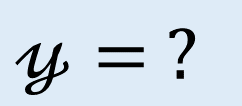 y = ?